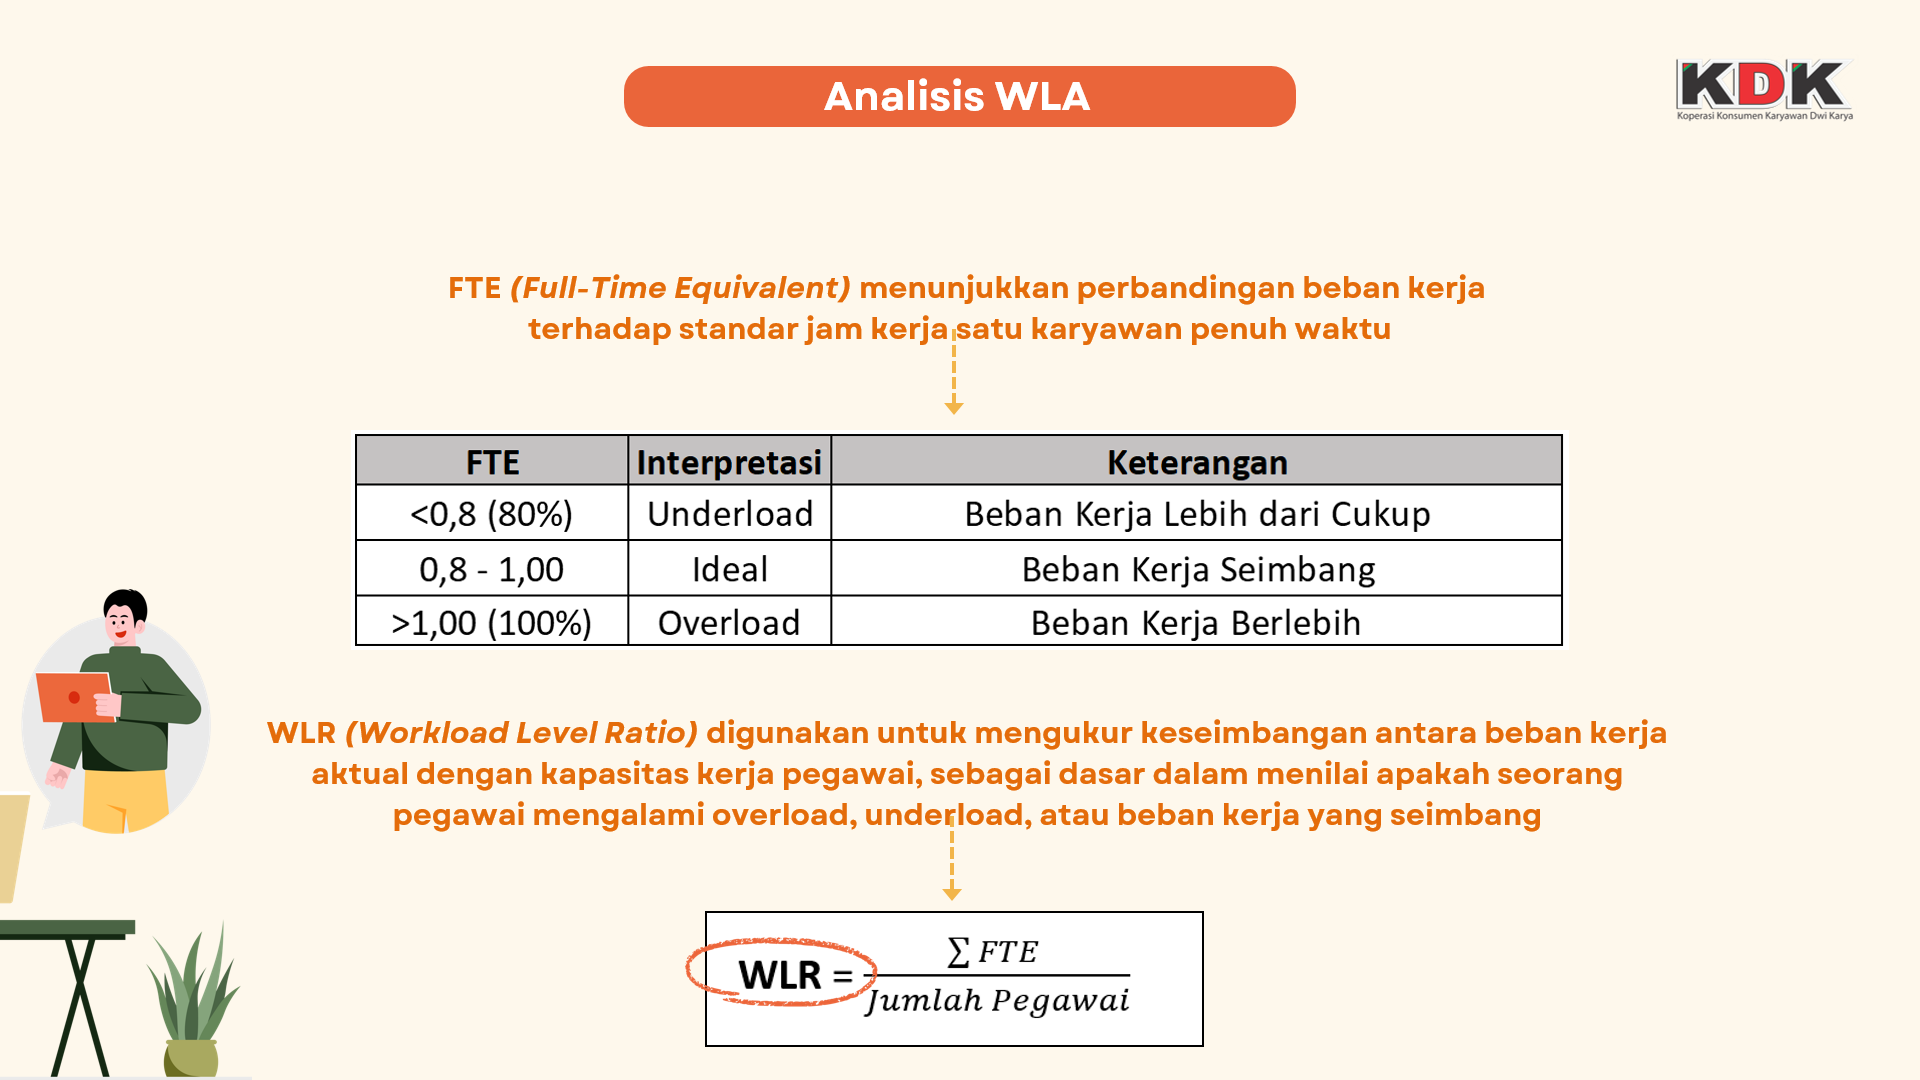 Analisis WLA
KDK
Koperasi Konsumen Karyawan Dwi Karya
FTE (Full-Time Equivalent) menunjukkan perbandingan beban kerja
terhadap standar jam kerja satu karyawan penuh waktu
FTE Interpretasi Keterangan
<0,8 (80%) Underload Beban Kerja Lebih dari Cukup
0,8 - 1,00 Ideal Beban Kerja Seimbang
>1,00 (100%) Overload Beban Kerja Berlebih
WLR (Workload Level Ratio) digunakan untuk mengukur keseimbangan antara beban kerja
aktual dengan kapasitas kerja pegawai, sebagai dasar dalam menilai apakah seorang
pegawai mengalami overload, underload, atau beban kerja yang seimbang
∑ FTE
WLR =
Jumlah Pegawai